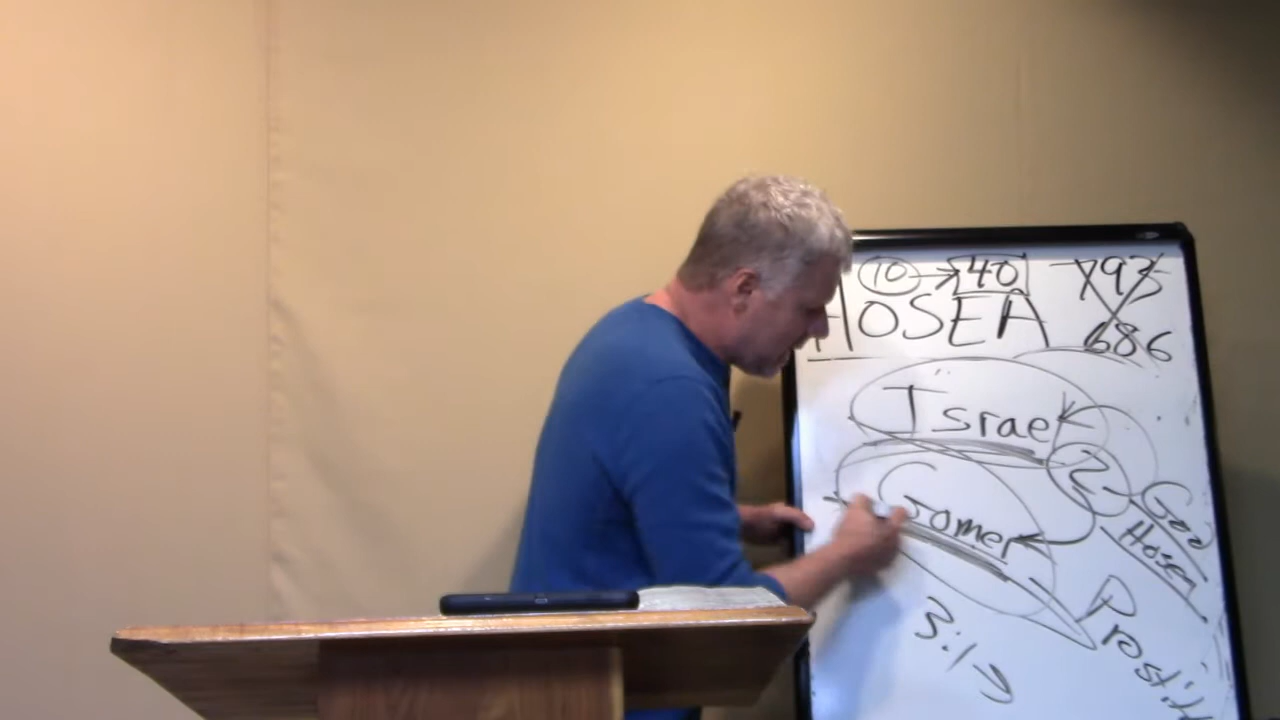 10 → 40 793
HOSEA 686
Israel
2
God
Gomer
Hosea
3:1 →
Prostit